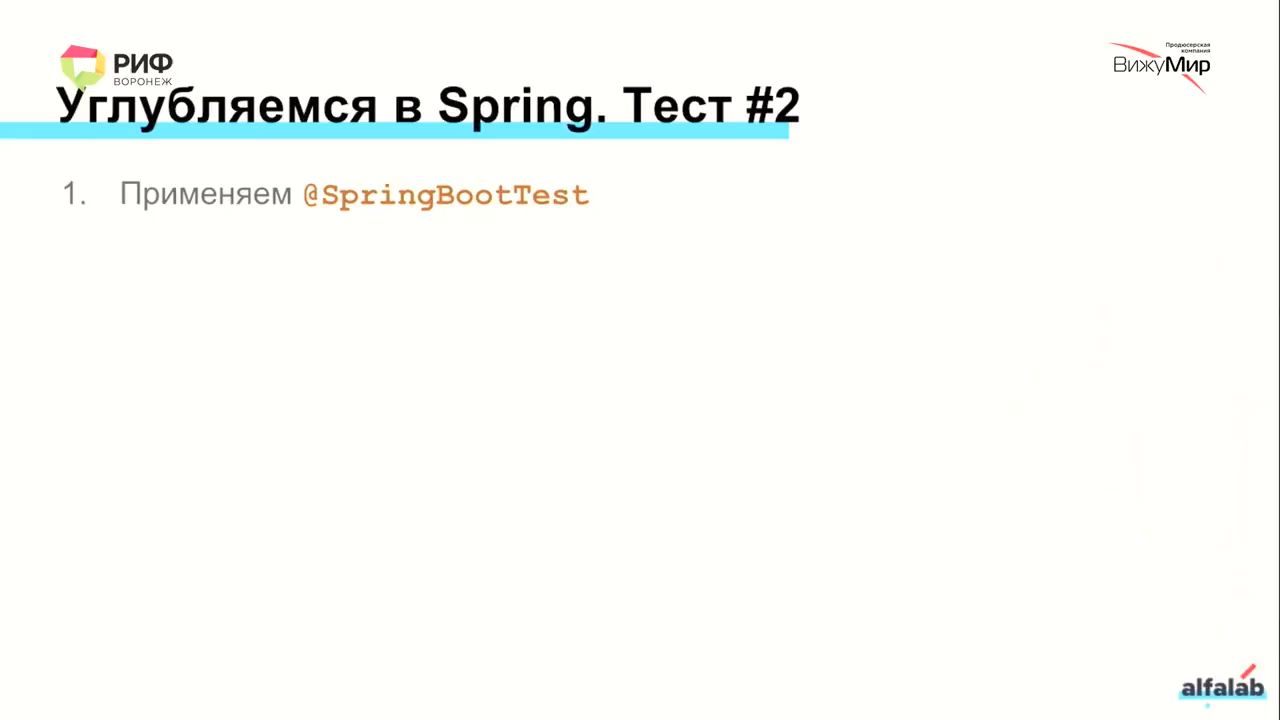 РИФ
ВОРОНЕЖ
Продюсерская
компания
ВижуМир
Углубляемся в Spring. Тест #2
1. Применяем @SpringBootTest
alfalab